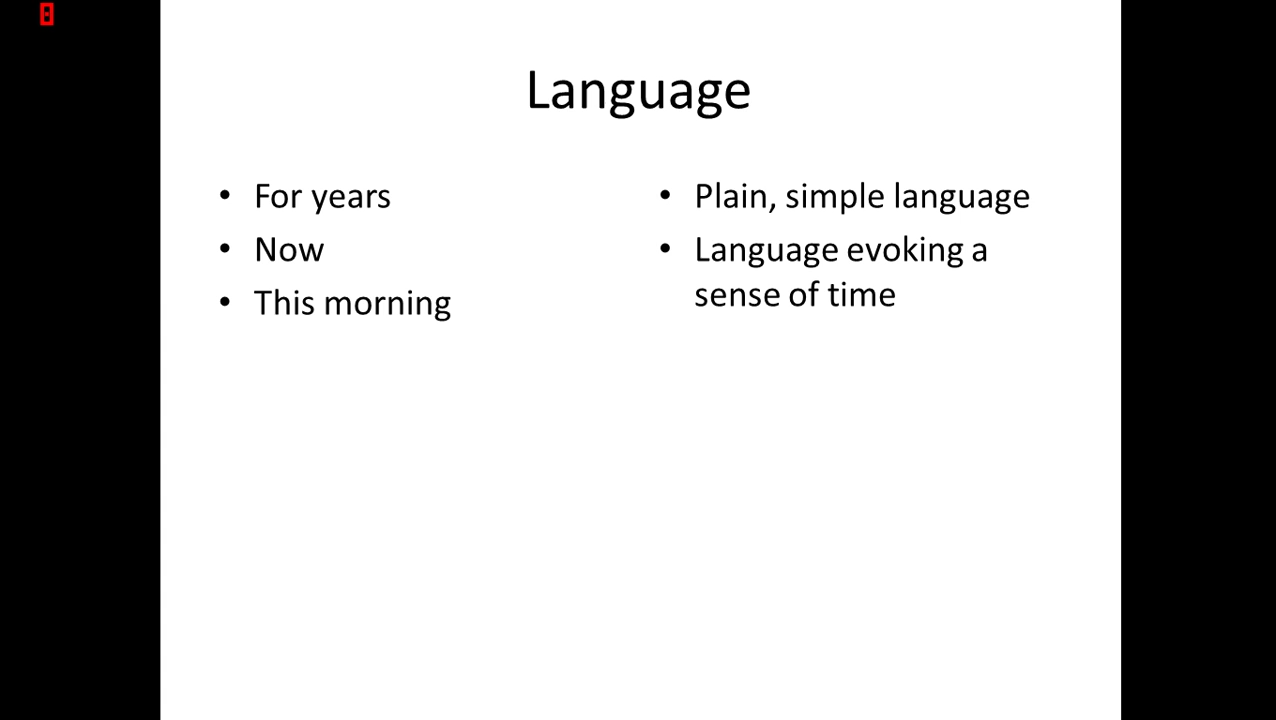 Language
• For years
• Now
• This morning
• Plain, simple language
• Language evoking a
sense of time